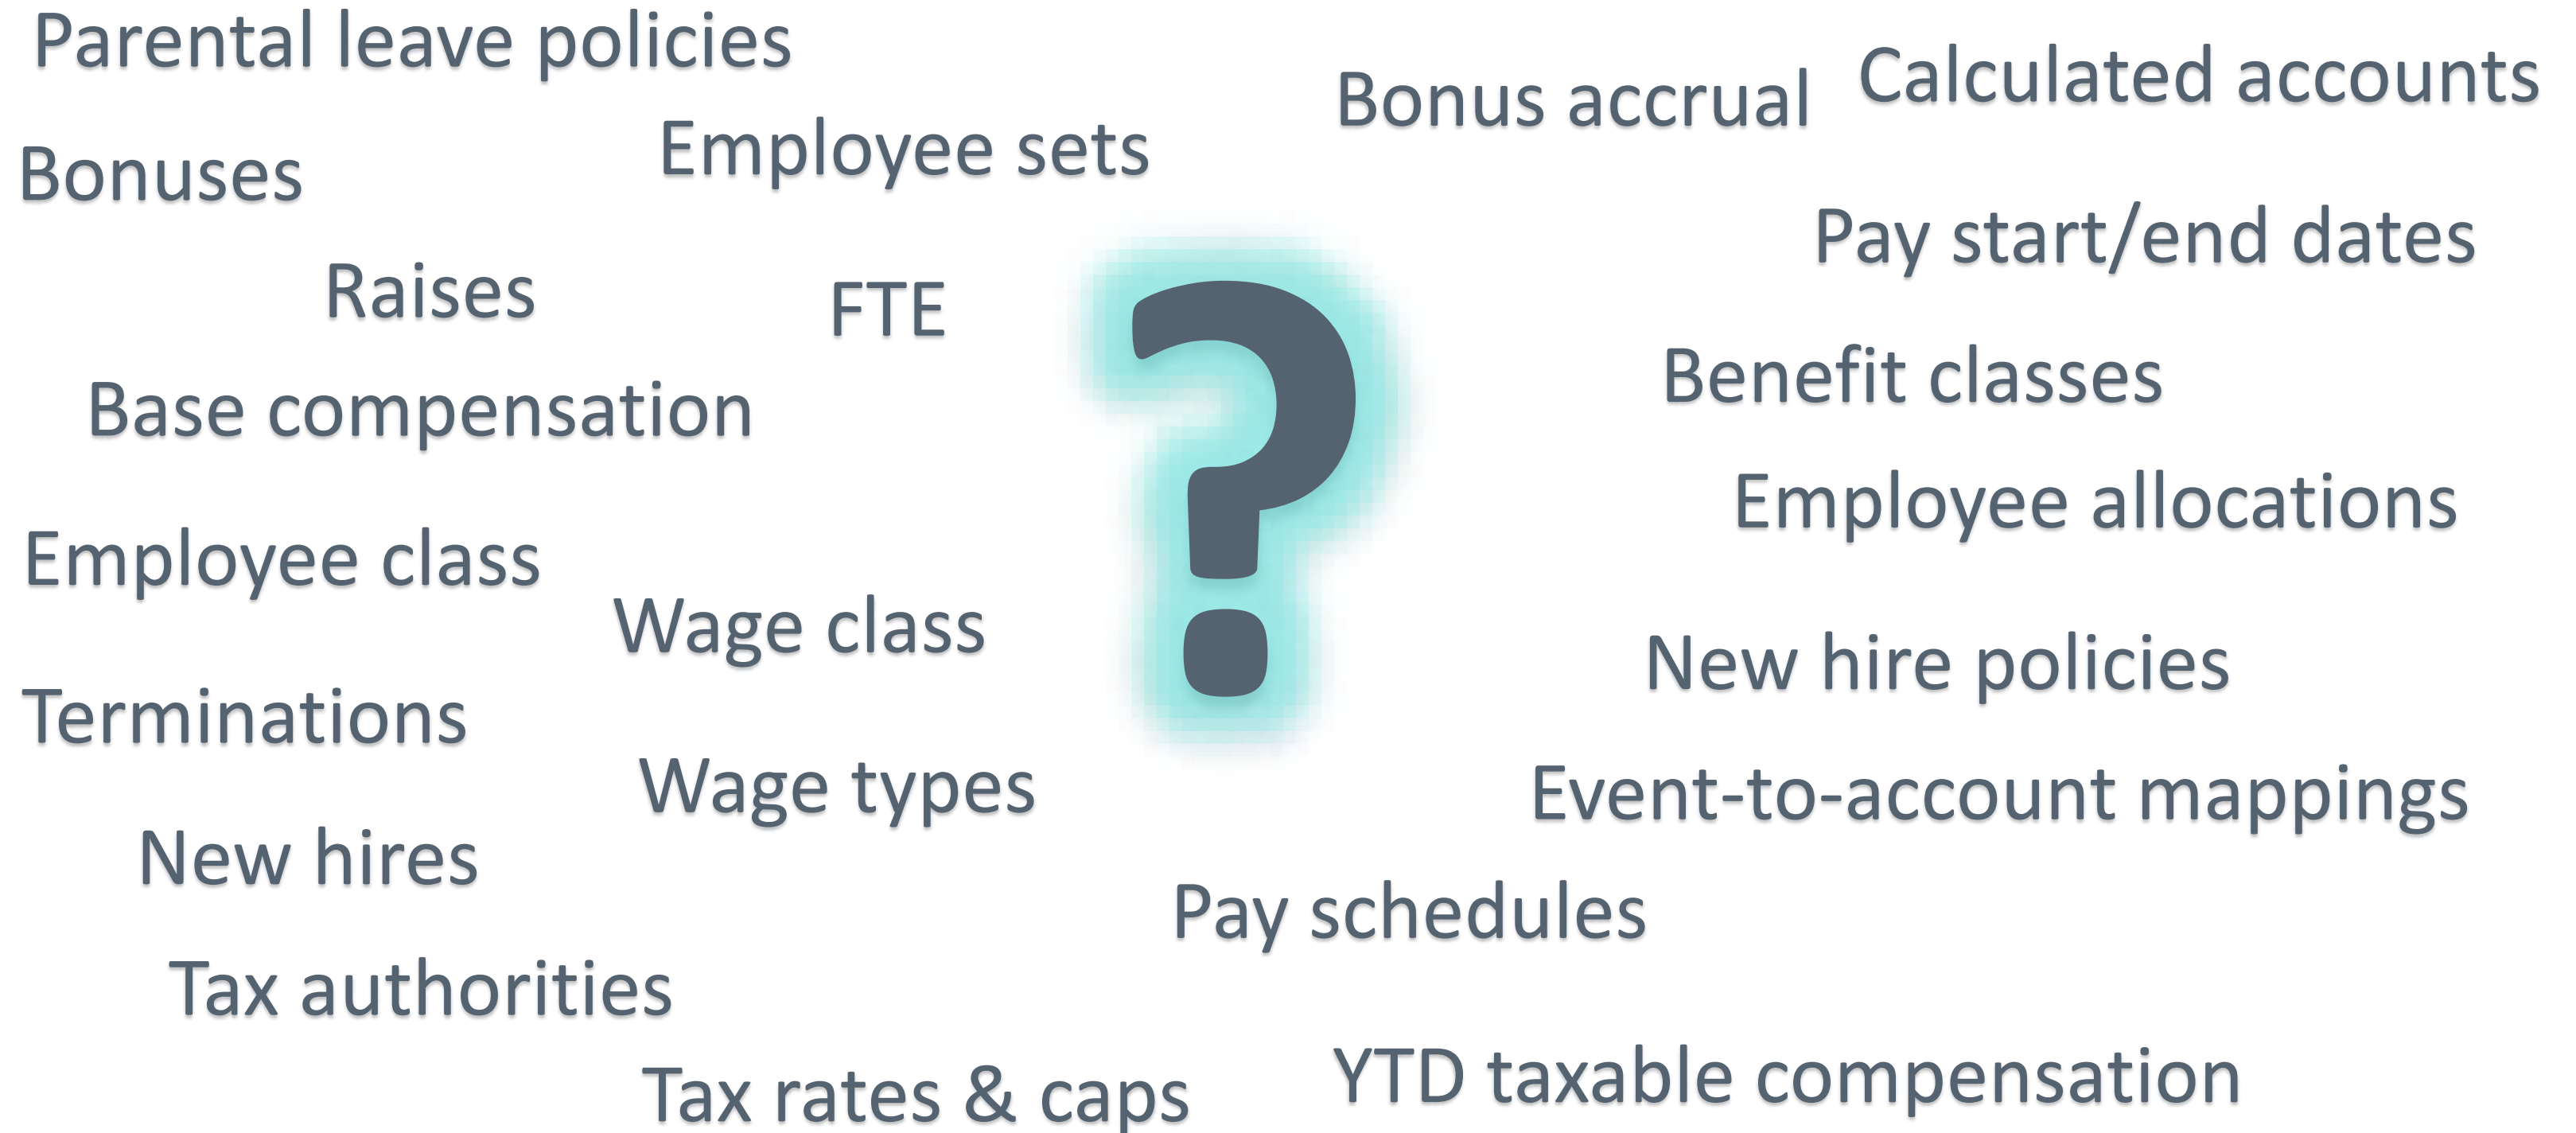 Parental leave policies
Bonus accrual
Calculated accounts
Employee sets
Bonuses
Pay start/end dates
Raises
FTE
?
Benefit classes
Base compensation
Employee allocations
Employee class
Wage class
New hire policies
Terminations
Wage types
Event-to-account mappings
New hires
Pay schedules
Tax authorities
YTD taxable compensation
Tax rates & caps